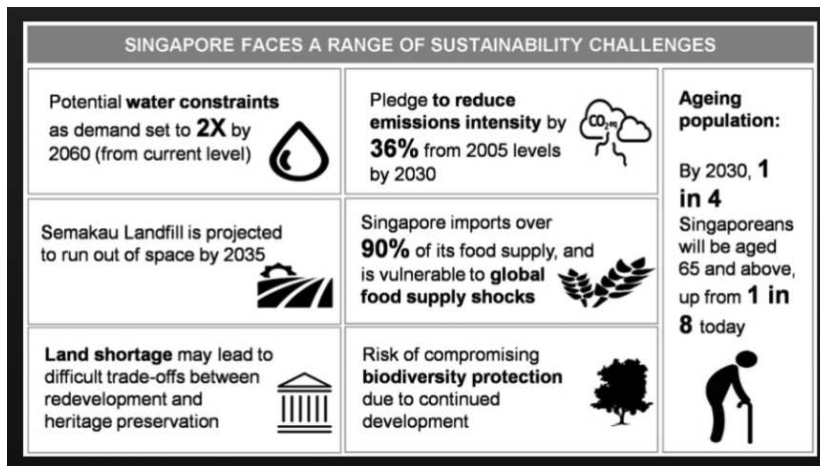 SINGAPORE FACES A RANGE OF SUSTAINABILITY CHALLENGES
Potential water constraints
as demand set to 2X by
2060 (from current level)
Pledge to reduce
emissions intensity by
36% from 2005 levels
by 2030
CO₂eq
Semakau Landfill is projected
to run out of space by 2035
Singapore imports over
90% of its food supply, and
is vulnerable to global
food supply shocks
Land shortage may lead to
difficult trade-offs between
redevelopment and
heritage preservation
Risk of compromising
biodiversity protection
due to continued
development
Ageing
population:
By 2030, 1
in 4
Singaporeans
will be aged
65 and above,
up from 1 in
8 today